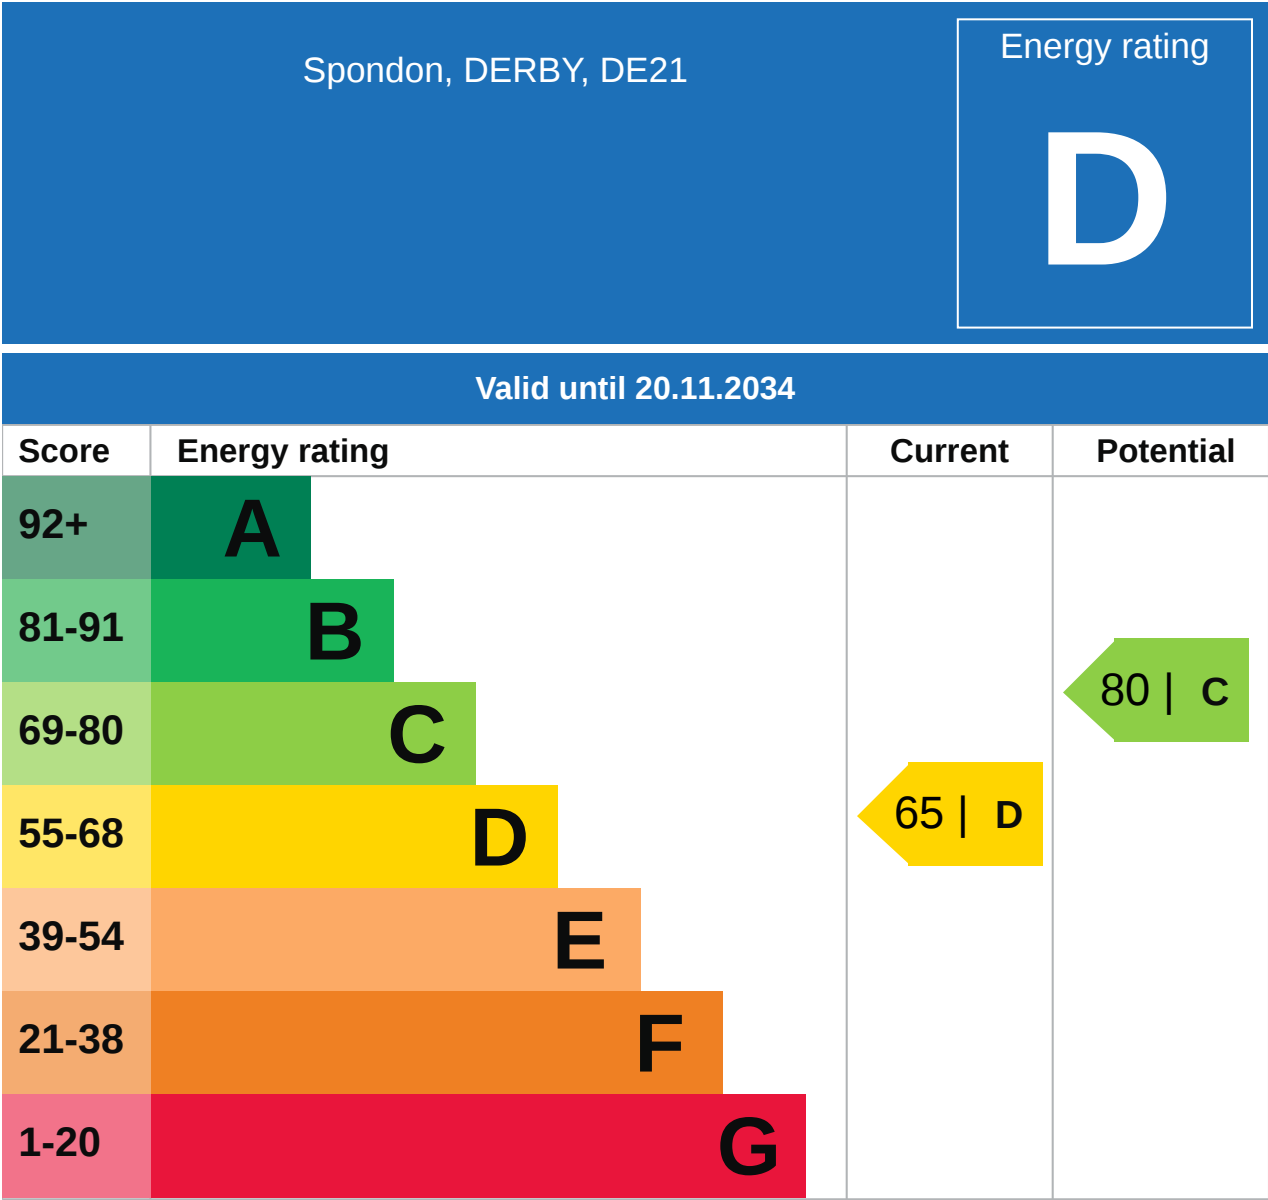 Spondon, DERBY, DE21
Energy rating
D
Valid until 20.11.2034
Score Energy rating Current Potential
92+ A
81-91 B
69-80 C
80 | C
55-68 D
65 | D
39-54 E
21-38 F
1-20 G